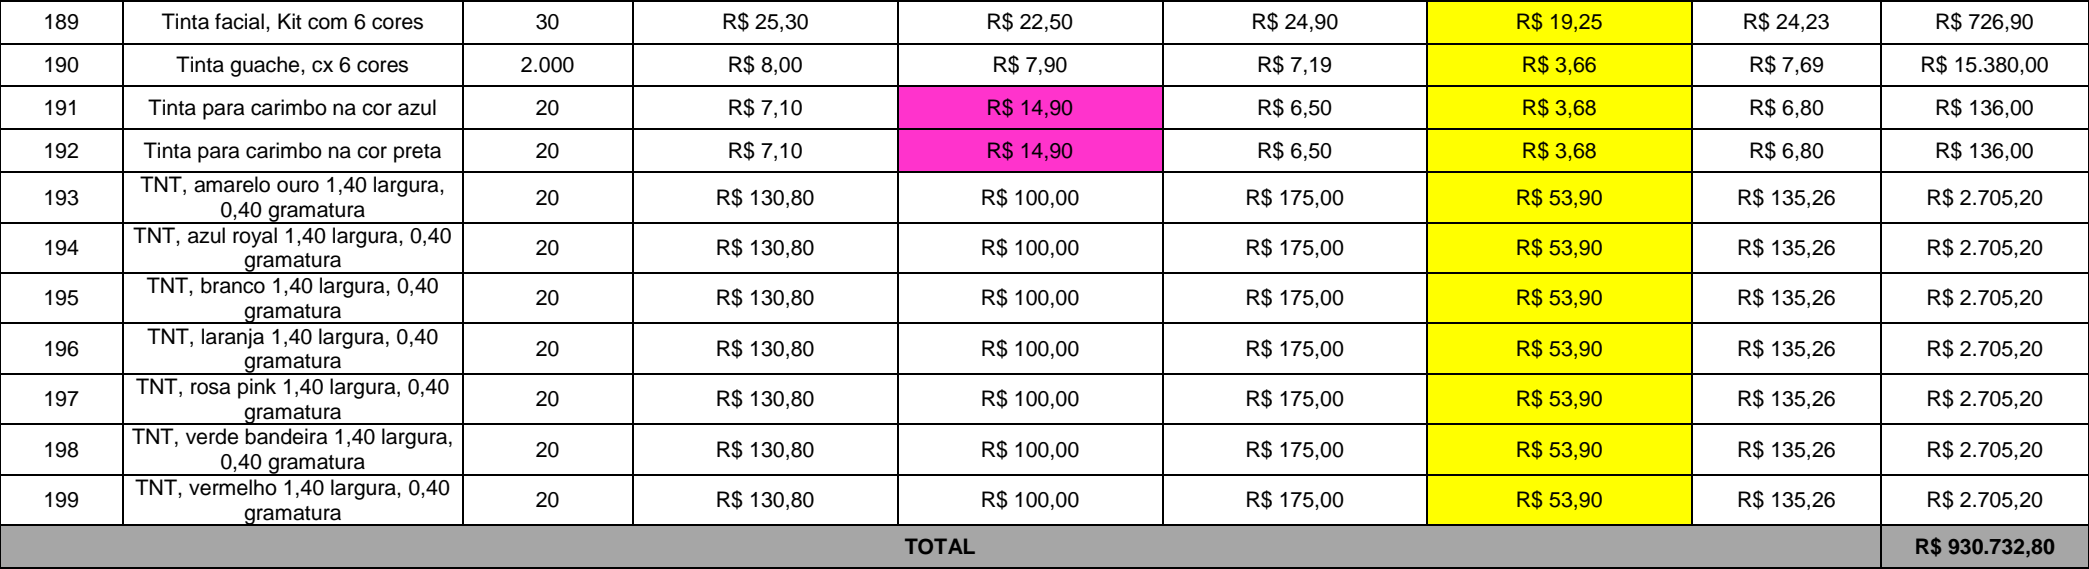 189 Tinta facial, Kit com 6 cores 30 R$ 25,30 R$ 22,50 R$ 24,90 R$ 19,25 R$ 24,23 R$ 726,90
190 Tinta guache, cx 6 cores 2.000 R$ 8,00 R$ 7,90 R$ 7,19 R$ 3,66 R$ 7,69 R$ 15.380,00
191 Tinta para carimbo na cor azul 20 R$ 7,10 R$ 14,90 R$ 6,50 R$ 3,68 R$ 6,80 R$ 136,00
192 Tinta para carimbo na cor preta 20 R$ 7,10 R$ 14,90 R$ 6,50 R$ 3,68 R$ 6,80 R$ 136,00
193 TNT, amarelo ouro 1,40 largura,
0,40 gramatura 20 R$ 130,80 R$ 100,00 R$ 175,00 R$ 53,90 R$ 135,26 R$ 2.705,20
194 TNT, azul royal 1,40 largura, 0,40
gramatura 20 R$ 130,80 R$ 100,00 R$ 175,00 R$ 53,90 R$ 135,26 R$ 2.705,20
195 TNT, branco 1,40 largura, 0,40
gramatura 20 R$ 130,80 R$ 100,00 R$ 175,00 R$ 53,90 R$ 135,26 R$ 2.705,20
196 TNT, laranja 1,40 largura, 0,40
gramatura 20 R$ 130,80 R$ 100,00 R$ 175,00 R$ 53,90 R$ 135,26 R$ 2.705,20
197 TNT, rosa pink 1,40 largura, 0,40
gramatura 20 R$ 130,80 R$ 100,00 R$ 175,00 R$ 53,90 R$ 135,26 R$ 2.705,20
198 TNT, verde bandeira 1,40 largura,
0,40 gramatura 20 R$ 130,80 R$ 100,00 R$ 175,00 R$ 53,90 R$ 135,26 R$ 2.705,20
199 TNT, vermelho 1,40 largura, 0,40
gramatura 20 R$ 130,80 R$ 100,00 R$ 175,00 R$ 53,90 R$ 135,26 R$ 2.705,20
TOTAL R$ 930.732,80